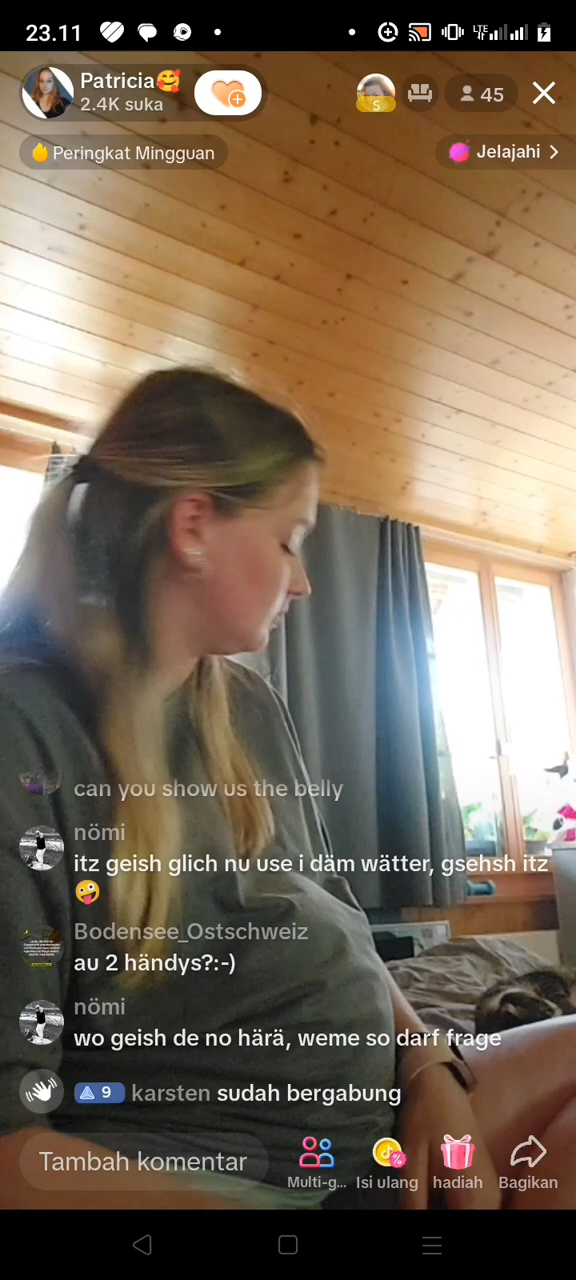 23.11
LTE
Patricia🥰
2.4K suka
S
45
Peringkat Mingguan
Jelajahi >
can you show us the belly
nömi
itz geish glich nu use i däm wätter, gsehsh itz
🤪
Bodensee_Ostschweiz
au 2 händys?:-)
nömi
wo geish de no härä, weme so darf frage
9 karsten sudah bergabung
Tambah komentar
Multi-g...
Isi ulang
hadiah
Bagikan